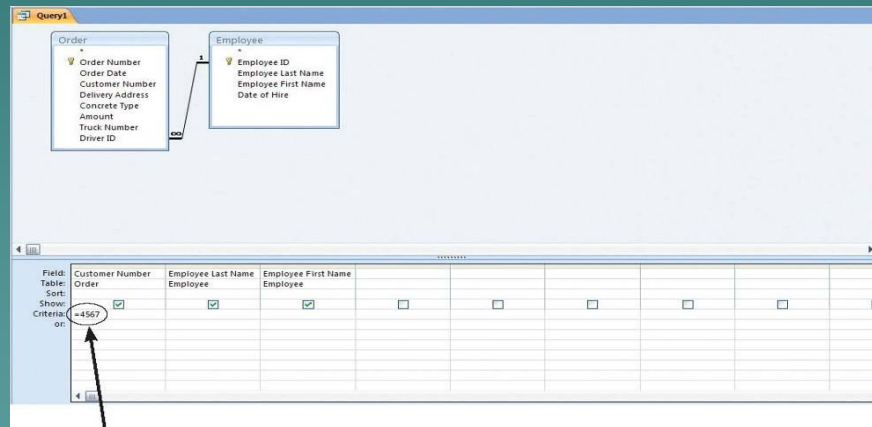 Query1
Order
*
Order Number
Order Date
Customer Number
Delivery Address
Concrete Type
Amount
Truck Number
Driver ID
1
∞
Employee
*
Employee ID
Employee Last Name
Employee First Name
Date of Hire
Field: Customer Number Employee Last Name Employee First Name
Table: Order Employee Employee
Sort:
Show:
Criteria: =4567
or: